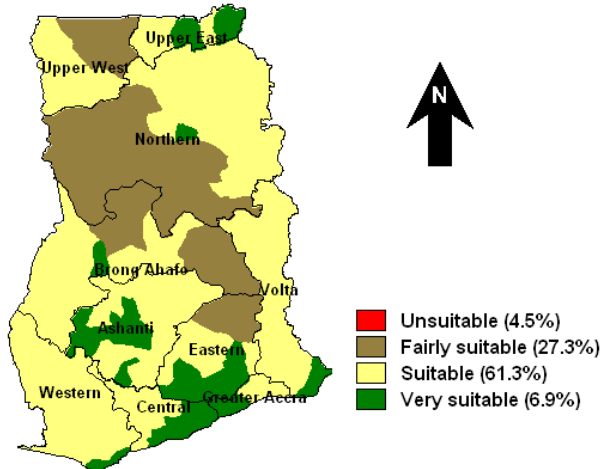 Upper East
Upper West
N
Northern
Brong Ahafo
Volta
Ashanti
Eastern
Western
Central
Greater Accra
Unsuitable (4.5%)
Fairly suitable (27.3%)
Suitable (61.3%)
Very suitable (6.9%)